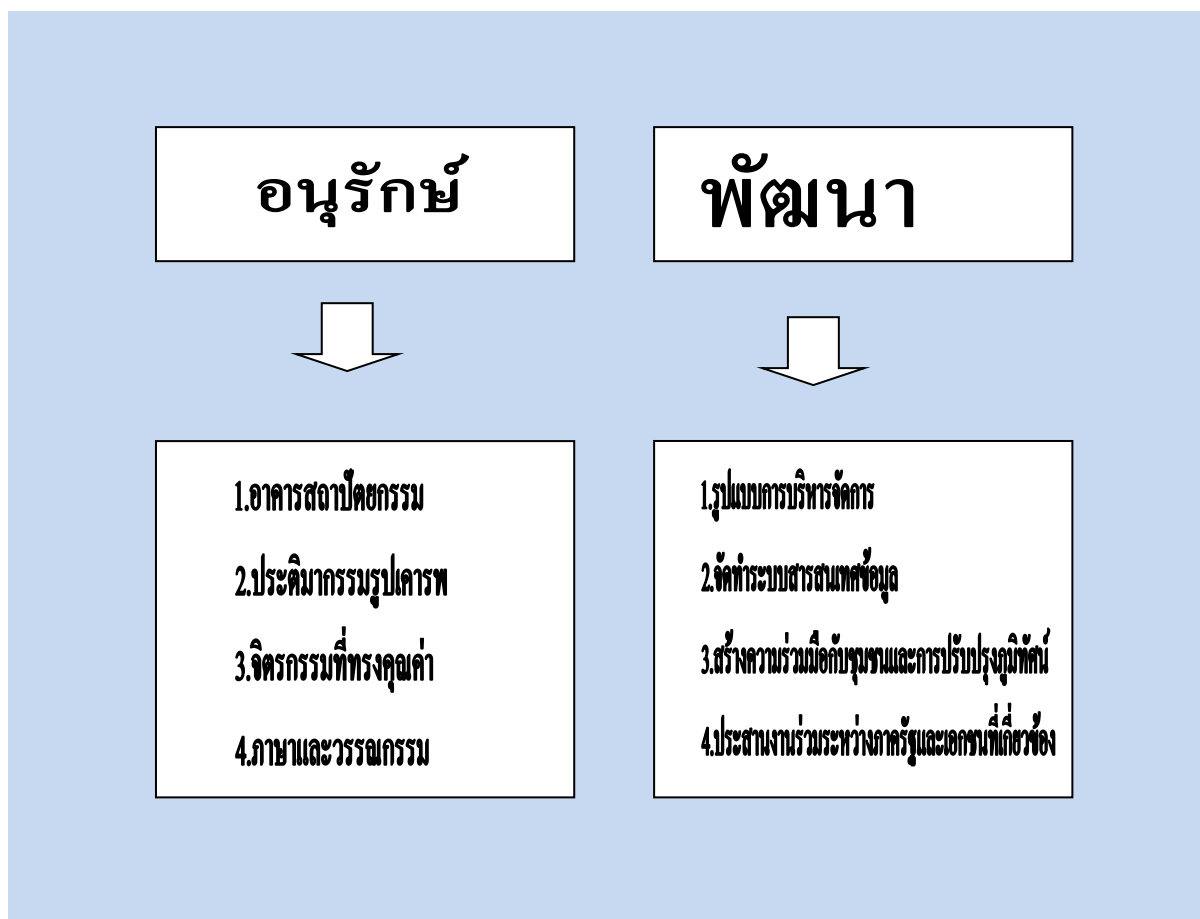 อนุรักษ์
พัฒนา
1.อาคารสถาปัตยกรรม
2.ประติมากรรมรูปเคารพ
3.จิตรกรรมที่ทรงคุณค่า
4.ภาษาและวรรณกรรม
1.รูปแบบการบริหารจัดการ
2.จัดทำระบบสารสนเทศข้อมูล
3.สร้างความร่วมมือกับชุมชนและการปรับปรุงภูมิทัศน์
4.ประสานงานร่วมระหว่างภาครัฐและเอกชนที่เกี่ยวข้อง